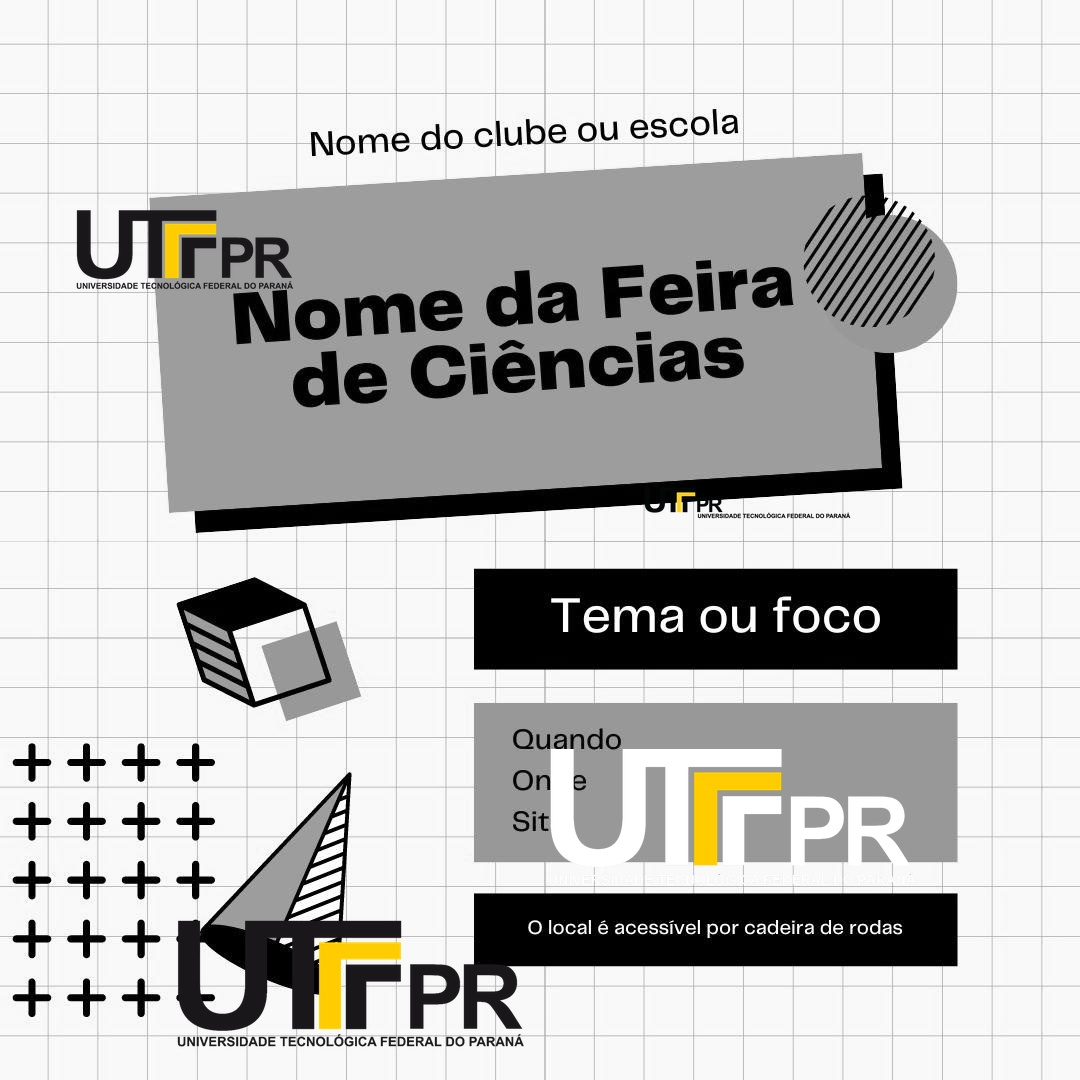 Nome do clube ou escola
UTFPR
UNIVERSIDADE TECNOLÓGICA FEDERAL DO PARANÁ
Nome da Feira
de Ciências
UTFPR
UNIVERSIDADE TECNOLÓGICA FEDERAL DO PARANÁ
Tema ou foco
Quando
UTFPR
O local é acessível por cadeira de rodas
UTFPR
UNIVERSIDADE TECNOLÓGICA FEDERAL DO PARANÁ